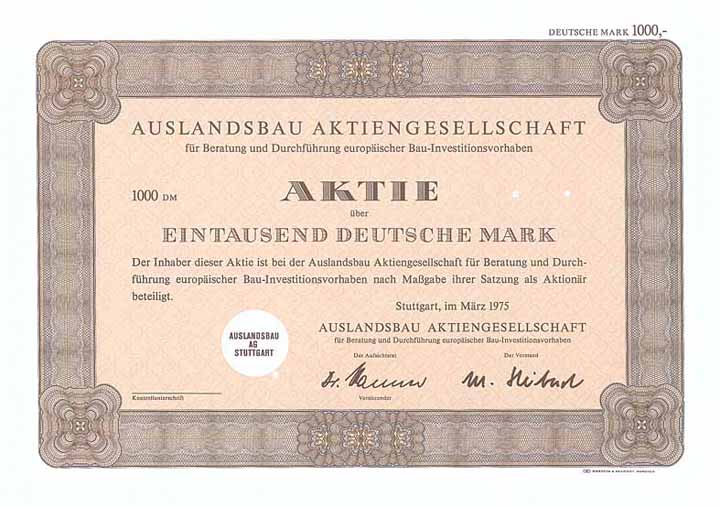 DEUTSCHE MARK 1000,-
AUSLANDSBAU AKTIENGESELLSCHAFT
für Beratung und Durchführung europäischer Bau-Investitionsvorhaben
1000 DM
AKTIE
über
EINTAUSEND DEUTSCHE MARK
Der Inhaber dieser Aktie ist bei der Auslandsbau Aktiengesellschaft für Beratung und Durch-
führung europäischer Bau-Investitionsvorhaben nach Maßgabe ihrer Satzung als Aktionär
beteiligt.
Stuttgart, im März 1975
AUSLANDSBAU
AG
STUTTGART
AUSLANDSBAU AKTIENGESELLSCHAFT
für Beratung und Durchführung europäischer Bau-Investitionsvorhaben
Der Aufsichtsrat
Der Vorstand
Dr.
M.
Vorsitzender
Kontrollunterschrift